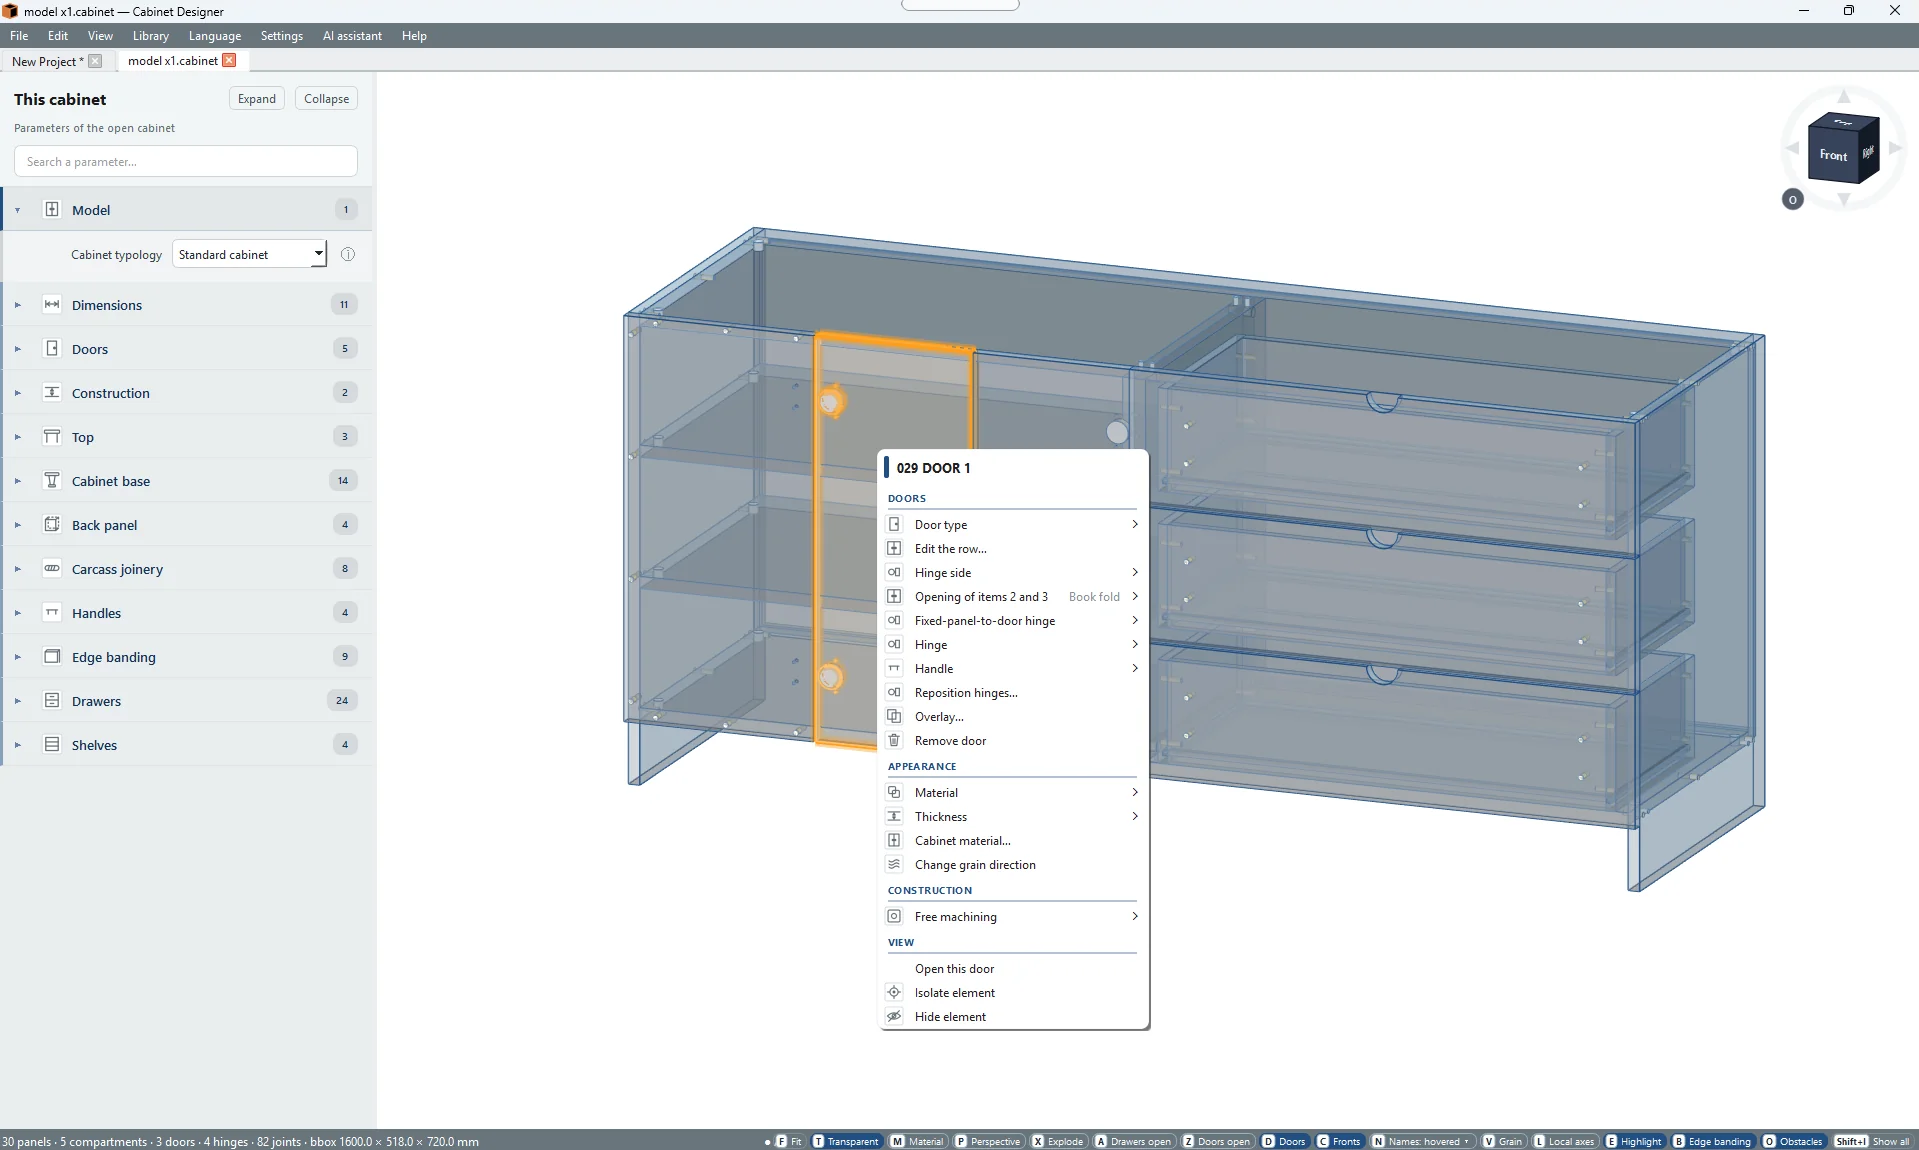 model x1.cabinet — Cabinet Designer
File Edit View Library Language Settings AI assistant Help
New Project * model x1.cabinet
This cabinet Expand Collapse
Parameters of the open cabinet
Search a parameter...
Model 1
Cabinet typology Standard cabinet
Dimensions 11
Doors 5
Construction 2
Top 3
Cabinet base 14
Back panel 4
Carcass joinery 8
Handles 4
Edge banding 9
Drawers 24
Shelves 4
Top
Front Right
O
029 DOOR 1
DOORS
Door type
Edit the row...
Hinge side
Opening of items 2 and 3 Book fold
Fixed-panel-to-door hinge
Hinge
Handle
Reposition hinges...
Overlay...
Remove door
APPEARANCE
Material
Thickness
Cabinet material...
Change grain direction
CONSTRUCTION
Free machining
VIEW
Open this door
Isolate element
Hide element
30 panels · 5 compartments · 3 doors · 4 hinges · 82 joints · bbox 1600.0 × 518.0 × 720.0 mm
F Fit T Transparent M Material P Perspective X Explode A Drawers open Z Doors open D Doors C Fronts N Names: hovered V Grain L Local axes E Highlight B Edge banding O Obstacles Shift+I Show all